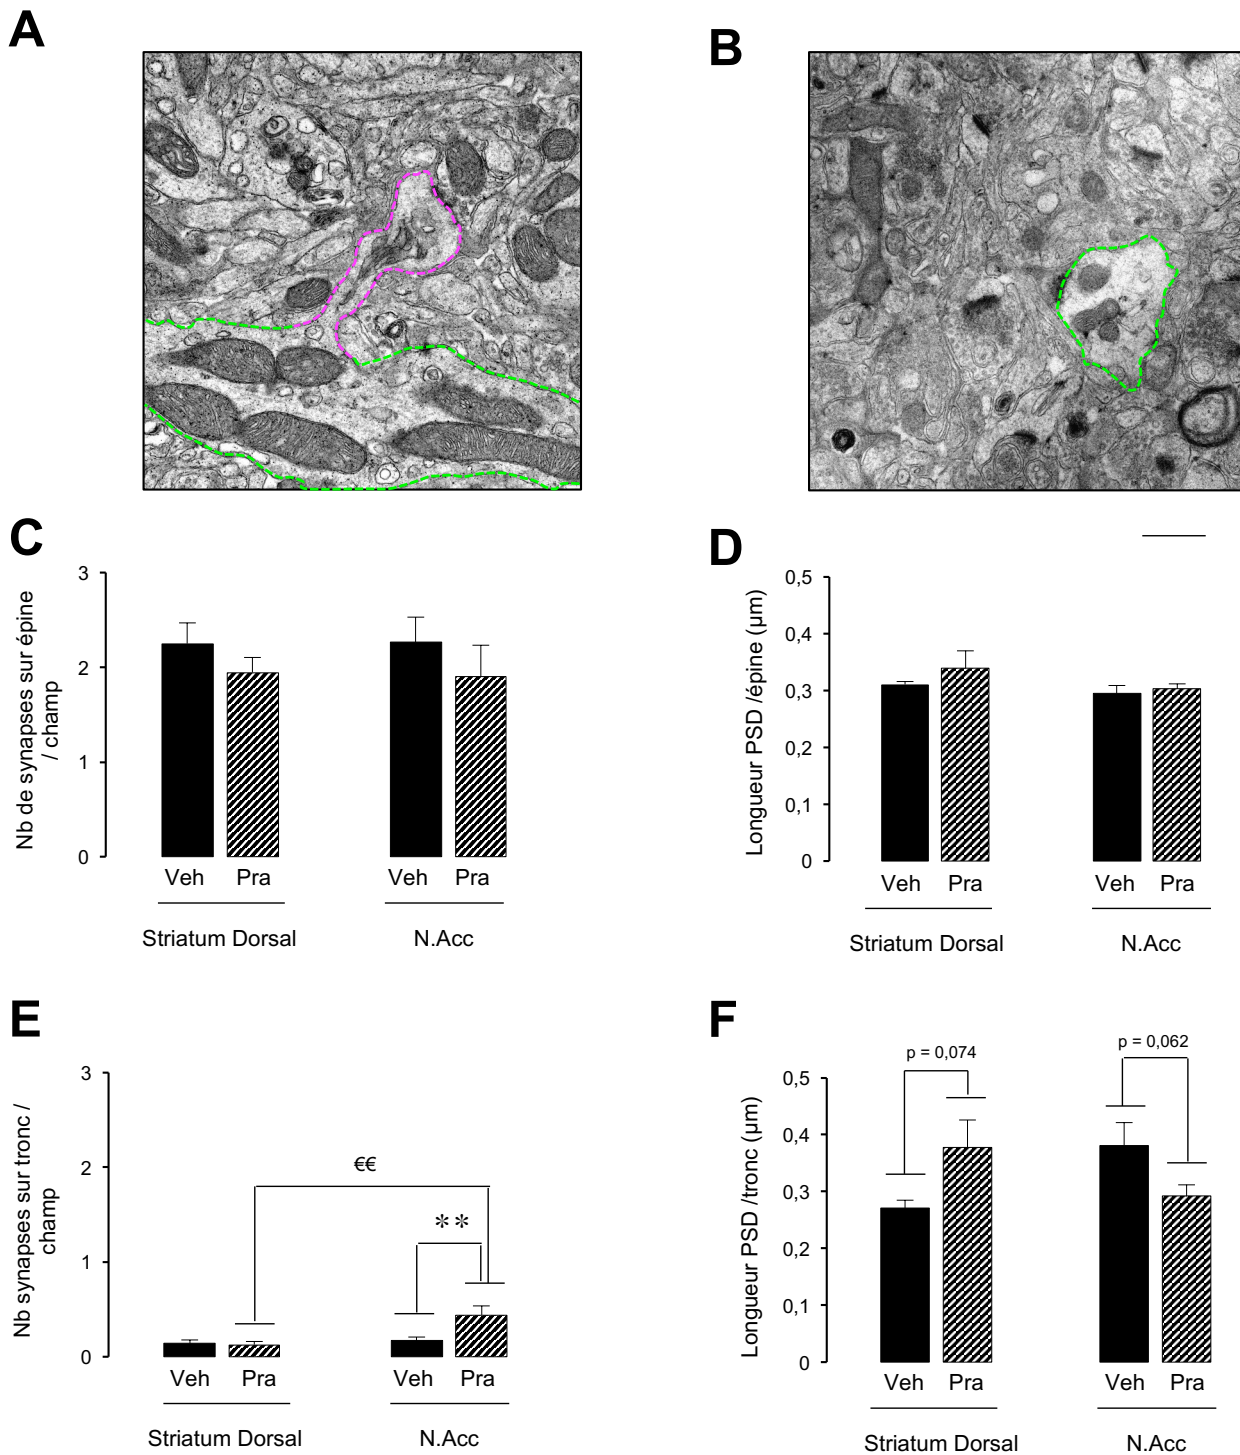 A
B
C
3
2
1
0
Nb de synapses sur épine
/ champ
Veh Pra
Veh Pra
Striatum Dorsal
N.Acc
D
0,5
0,4
0,3
0,2
0,1
0
Longueur PSD /épine (µm)
Veh Pra
Veh Pra
Striatum Dorsal
N.Acc
E
3
2
1
0
Nb synapses sur tronc /
champ
€€
**
Veh Pra
Veh Pra
Striatum Dorsal
N.Acc
F
p = 0,074
p = 0,062
0,5
0,4
0,3
0,2
0,1
0
Longueur PSD /tronc (µm)
Veh Pra
Veh Pra
Striatum Dorsal
N.Acc